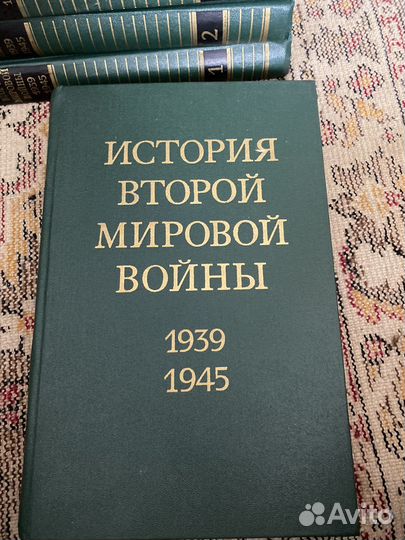 2
1
ИСТОРИЯ
ВТОРОЙ
МИРОВОЙ
ВОЙНЫ
1939
1945
Avito